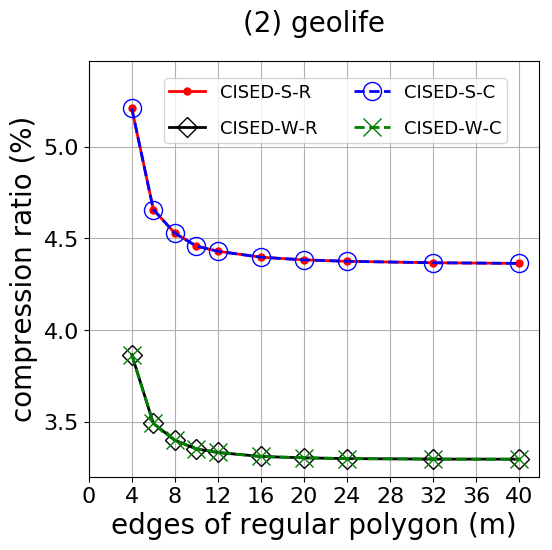 (2) geolife
CISED-S-R CISED-S-C
CISED-W-R CISED-W-C
compression ratio (%)
5.0
4.5
4.0
3.5
0 4 8 12 16 20 24 28 32 36 40
edges of regular polygon (m)